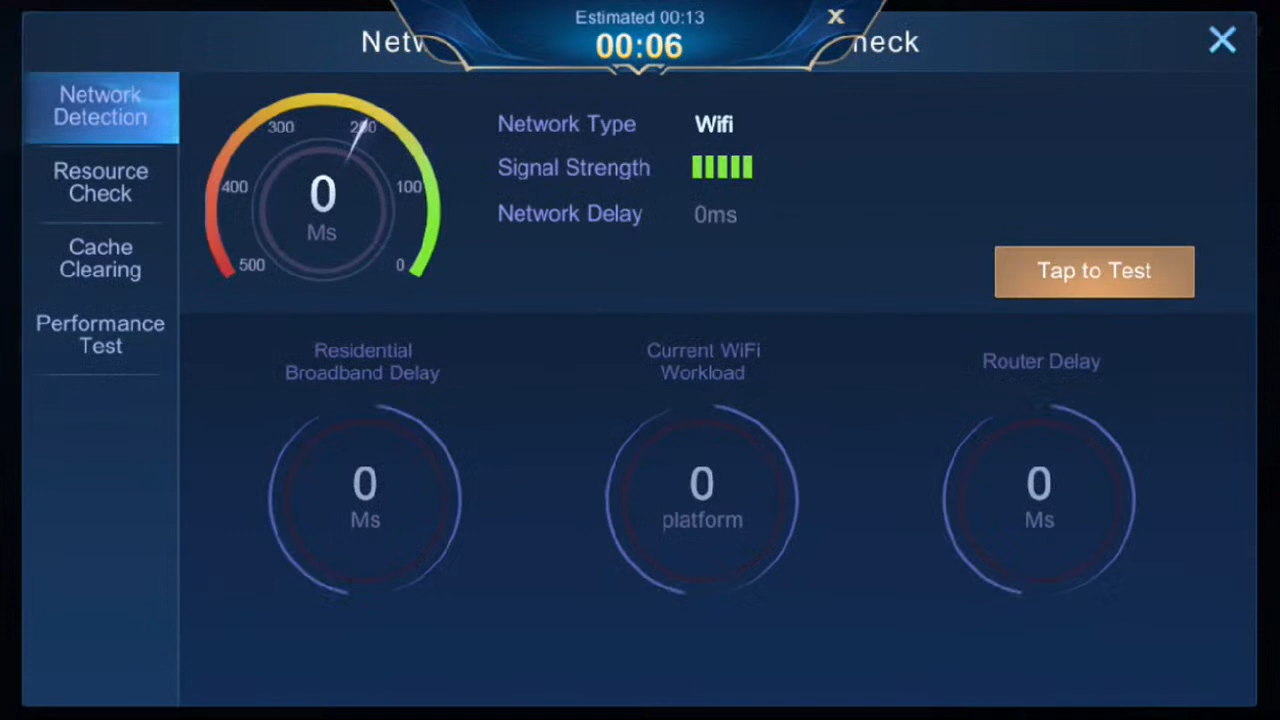 Estimated 00:13
X
00:06
Netw
heck
Network
Detection
Resource
Check
Cache
Clearing
Performance
Test
300
200
400
100
500
0
0
Ms
Network Type
Wifi
Signal Strength
Network Delay
0ms
Tap to Test
Residential
Broadband Delay
Current WiFi
Workload
Router Delay
0
Ms
0
platform
0
Ms